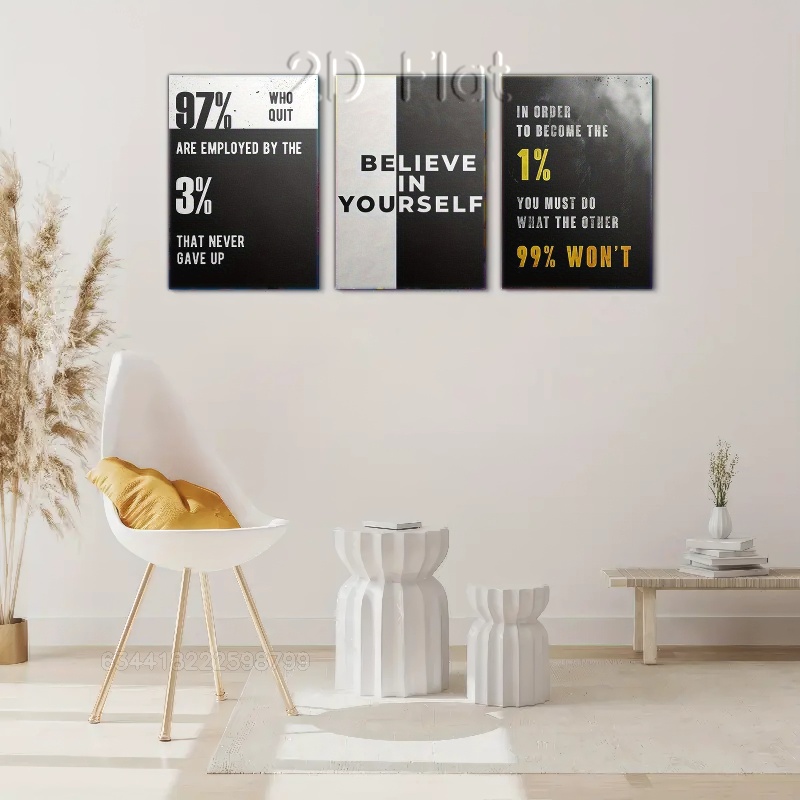 2D Flat
97%
WHO
QUIT
ARE EMPLOYED BY THE
3%
THAT NEVER
GAVE UP
BELIEVE
IN
YOURSELF
IN ORDER
TO BECOME THE
1%
YOU MUST DO
WHAT THE OTHER
99% WON'T
634418222598799